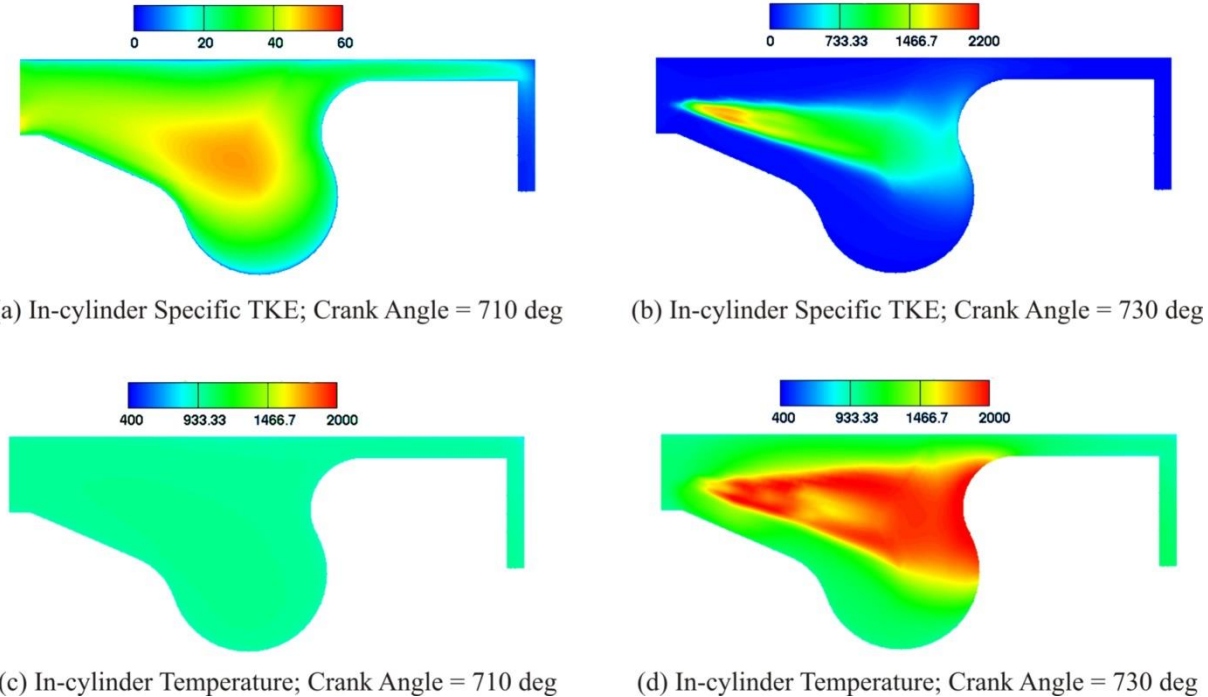 0 20 40 60
0 733.33 1466.7 2200
a) In-cylinder Specific TKE; Crank Angle = 710 deg
(b) In-cylinder Specific TKE; Crank Angle = 730 deg
400 933.33 1466.7 2000
400 933.33 1466.7 2000
(c) In-cylinder Temperature; Crank Angle = 710 deg
(d) In-cylinder Temperature; Crank Angle = 730 deg